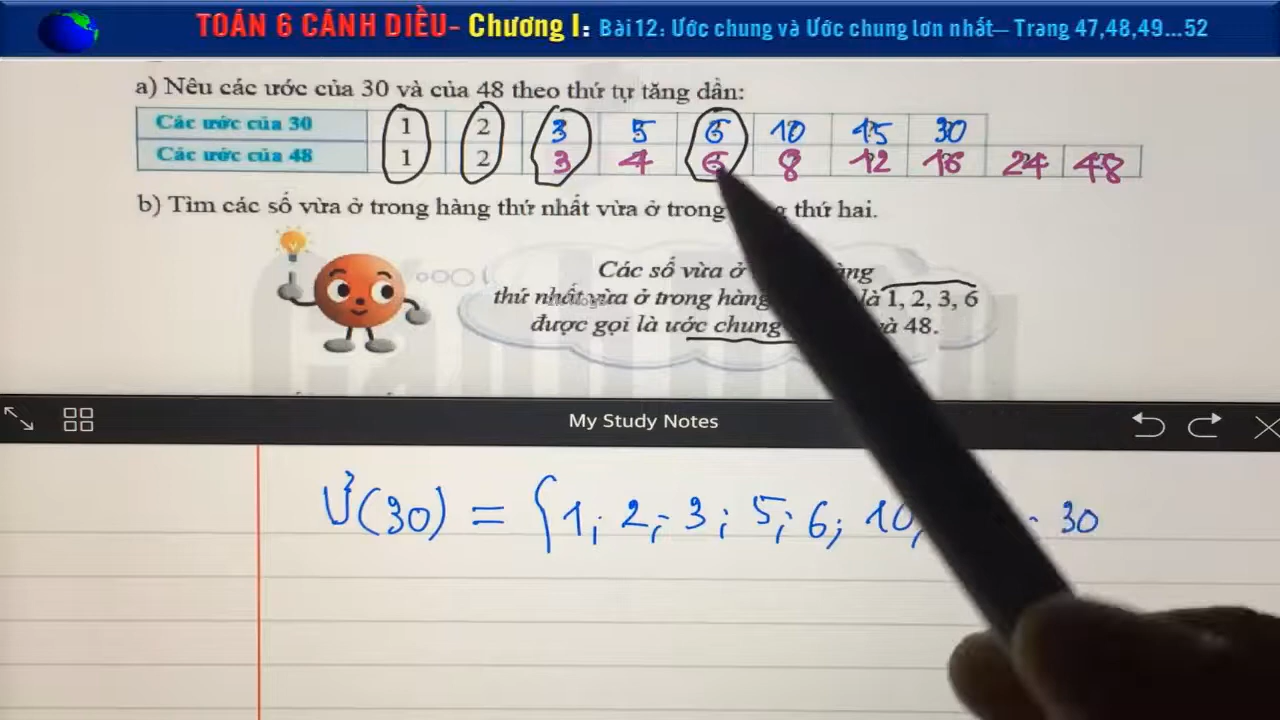 TOÁN 6 CÁNH DIỀU- Chương I: Bài 12: Ước chung và Ước chung lơn nhất– Trang 47,48,49...52
a) Nêu các ước của 30 và của 48 theo thứ tự tăng dần:
Các ước của 30 1 2 3 5 6 10 15 30
Các ước của 48 1 2 3 4 6 8 12 16 24 48
b) Tìm các số vừa ở trong hàng thứ nhất vừa ở trong thứ hai.
Các số vừa ở
thứ nhất vừa ở trong hàng là 1, 2, 3, 6
được gọi là ước chung và 48.
My Study Notes
Ư(30) = {1; 2; 3; 5; 6; 10; ; 30